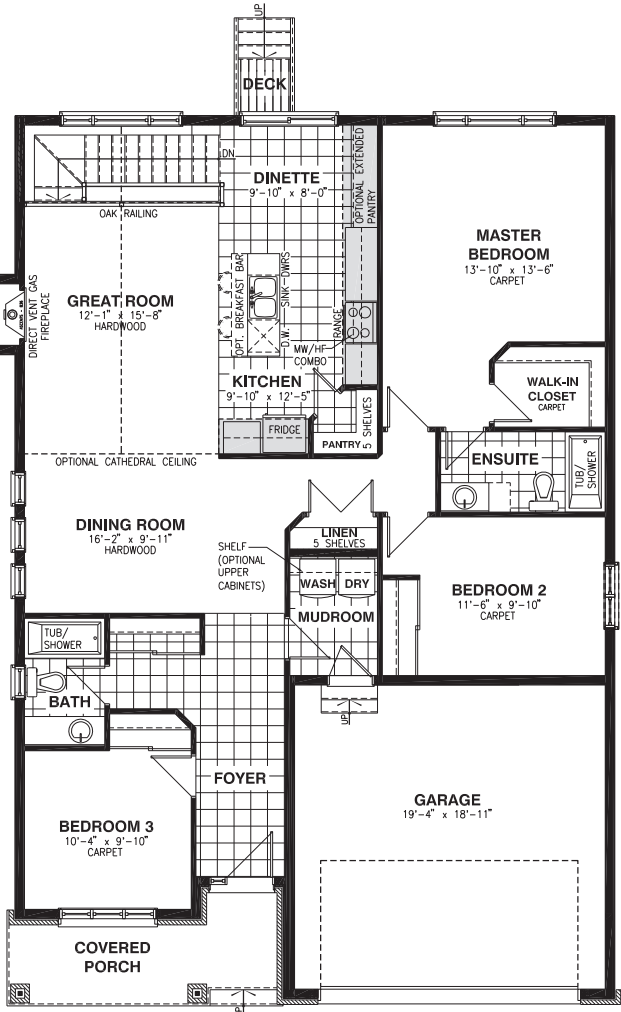 UP
DECK
DN
DINETTE
9'-10" x 8'-0"
OPTIONAL EXTENDED
PANTRY
OAK RAILING
MASTER
BEDROOM
13'-10" x 13'-6"
CARPET
DIRECT VENT GAS
FIREPLACE
GREAT ROOM
12'-1" x 15'-8"
HARDWOOD
OPT. BREAKFAST BAR
SINK
DWRS
D.W.
RANGE
MW/HF
COMBO
KITCHEN
9'-10" x 12'-5"
WALK-IN
CLOSET
CARPET
FRIDGE
PANTRY
5 SHELVES
ENSUITE
TUB/
SHOWER
OPTIONAL CATHEDRAL CEILING
DINING ROOM
16'-2" x 9'-11"
HARDWOOD
LINEN
5 SHELVES
SHELF
(OPTIONAL
UPPER
CABINETS)
WASH
DRY
MUDROOM
BEDROOM 2
11'-6" x 9'-10"
CARPET
TUB/
SHOWER
BATH
UP
FOYER
GARAGE
19'-4" x 18'-11"
BEDROOM 3
10'-4" x 9'-10"
CARPET
COVERED
PORCH